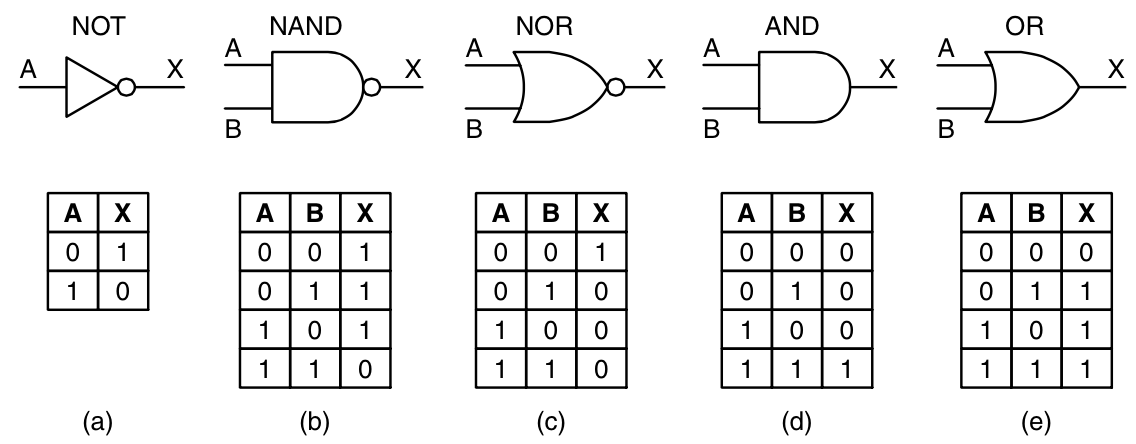 NOT NAND NOR AND OR
A X A B X A B X A B X A B X
A X A B X A B X A B X A B X
0 1 0 0 1 0 0 1 0 0 0 0 0 0
1 0 0 1 1 0 1 0 0 1 0 0 1 1
1 0 1 1 0 0 1 0 0 1 0 1
1 1 0 1 1 0 1 1 1 1 1 1
(a) (b) (c) (d) (e)